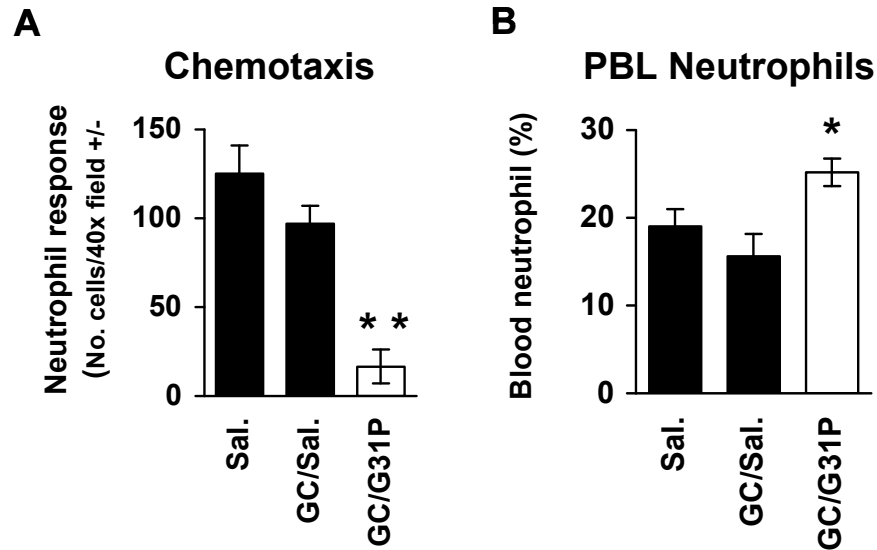 A
Chemotaxis
Neutrophil response
(No. cells/40x field +/-
150
100
50
0
* *
Sal.
GC/Sal.
GC/G31P
B
PBL Neutrophils
Blood neutrophil (%)
30
20
10
0
*
Sal.
GC/Sal.
GC/G31P